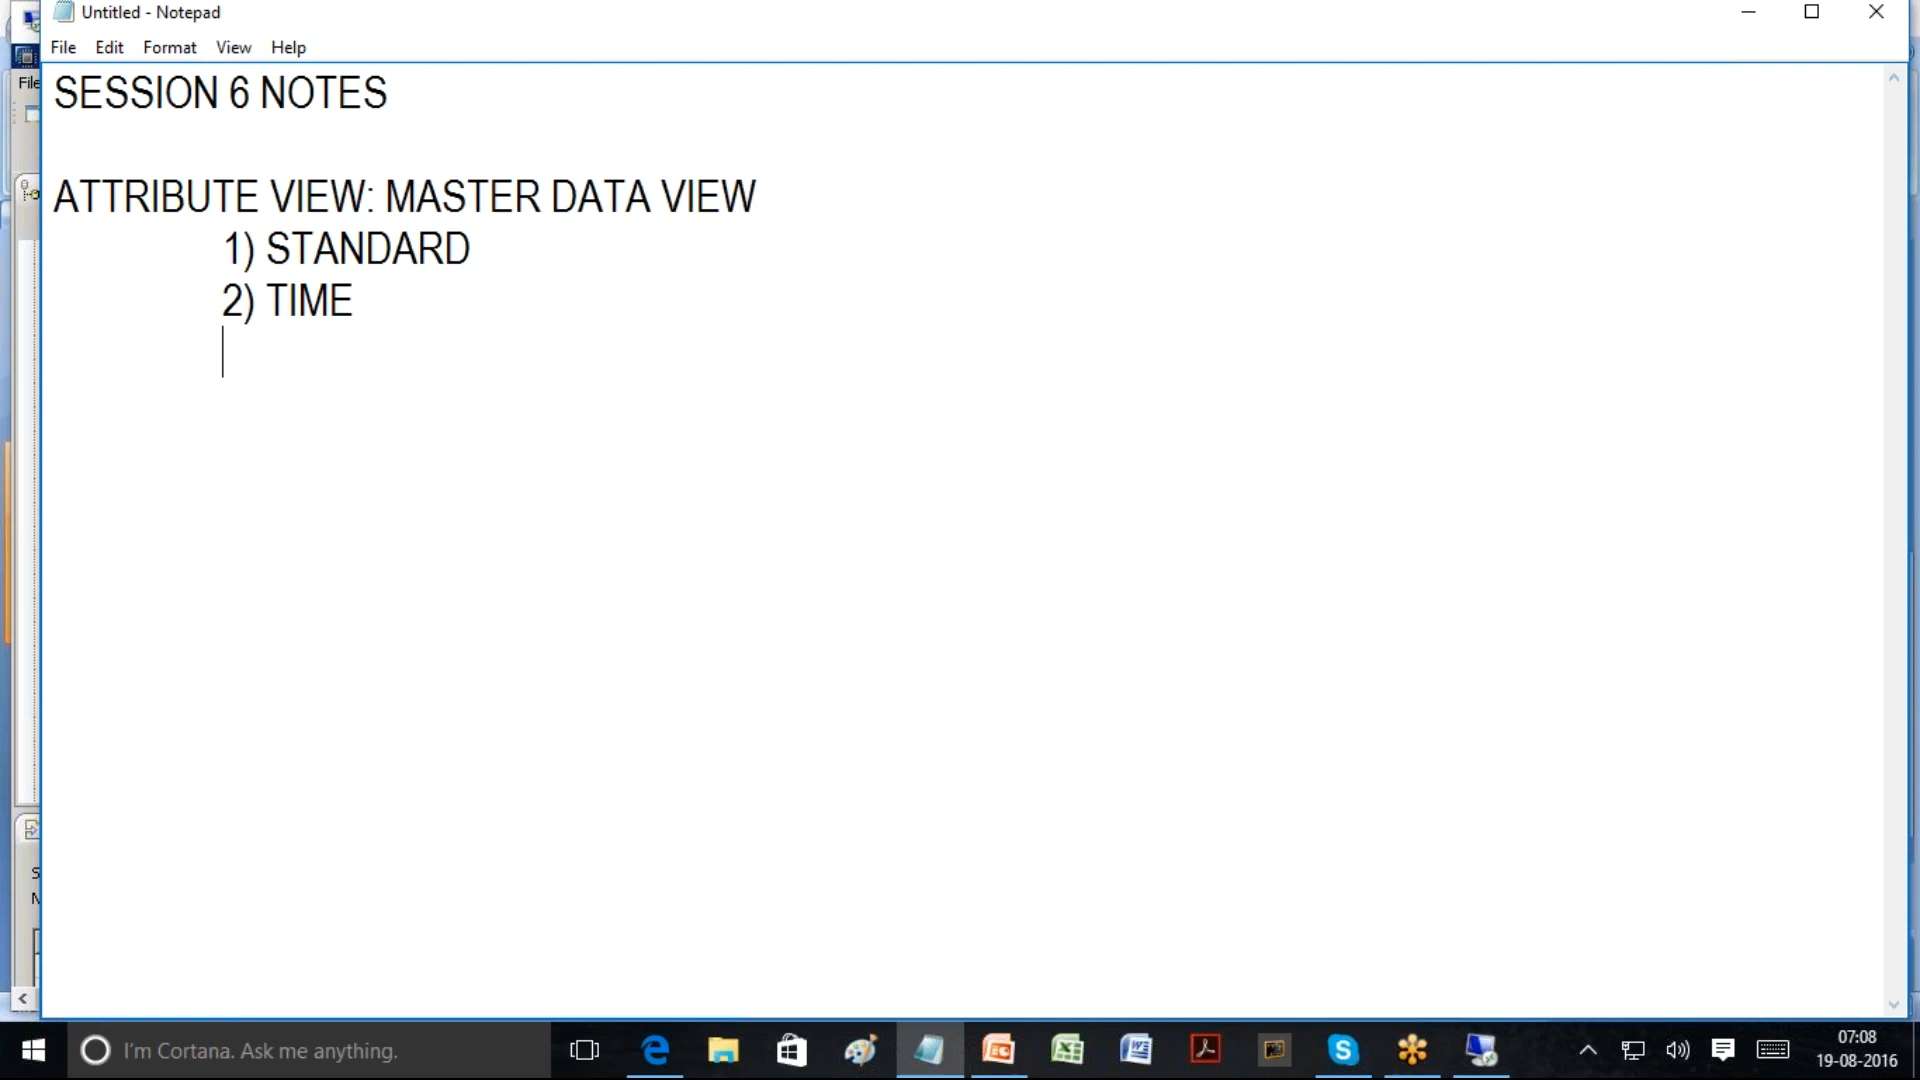 Untitled - Notepad
File Edit Format View Help
File
SESSION 6 NOTES
ATTRIBUTE VIEW: MASTER DATA VIEW
1) STANDARD
2) TIME
S
N
I'm Cortana. Ask me anything.
07:08
19-08-2016